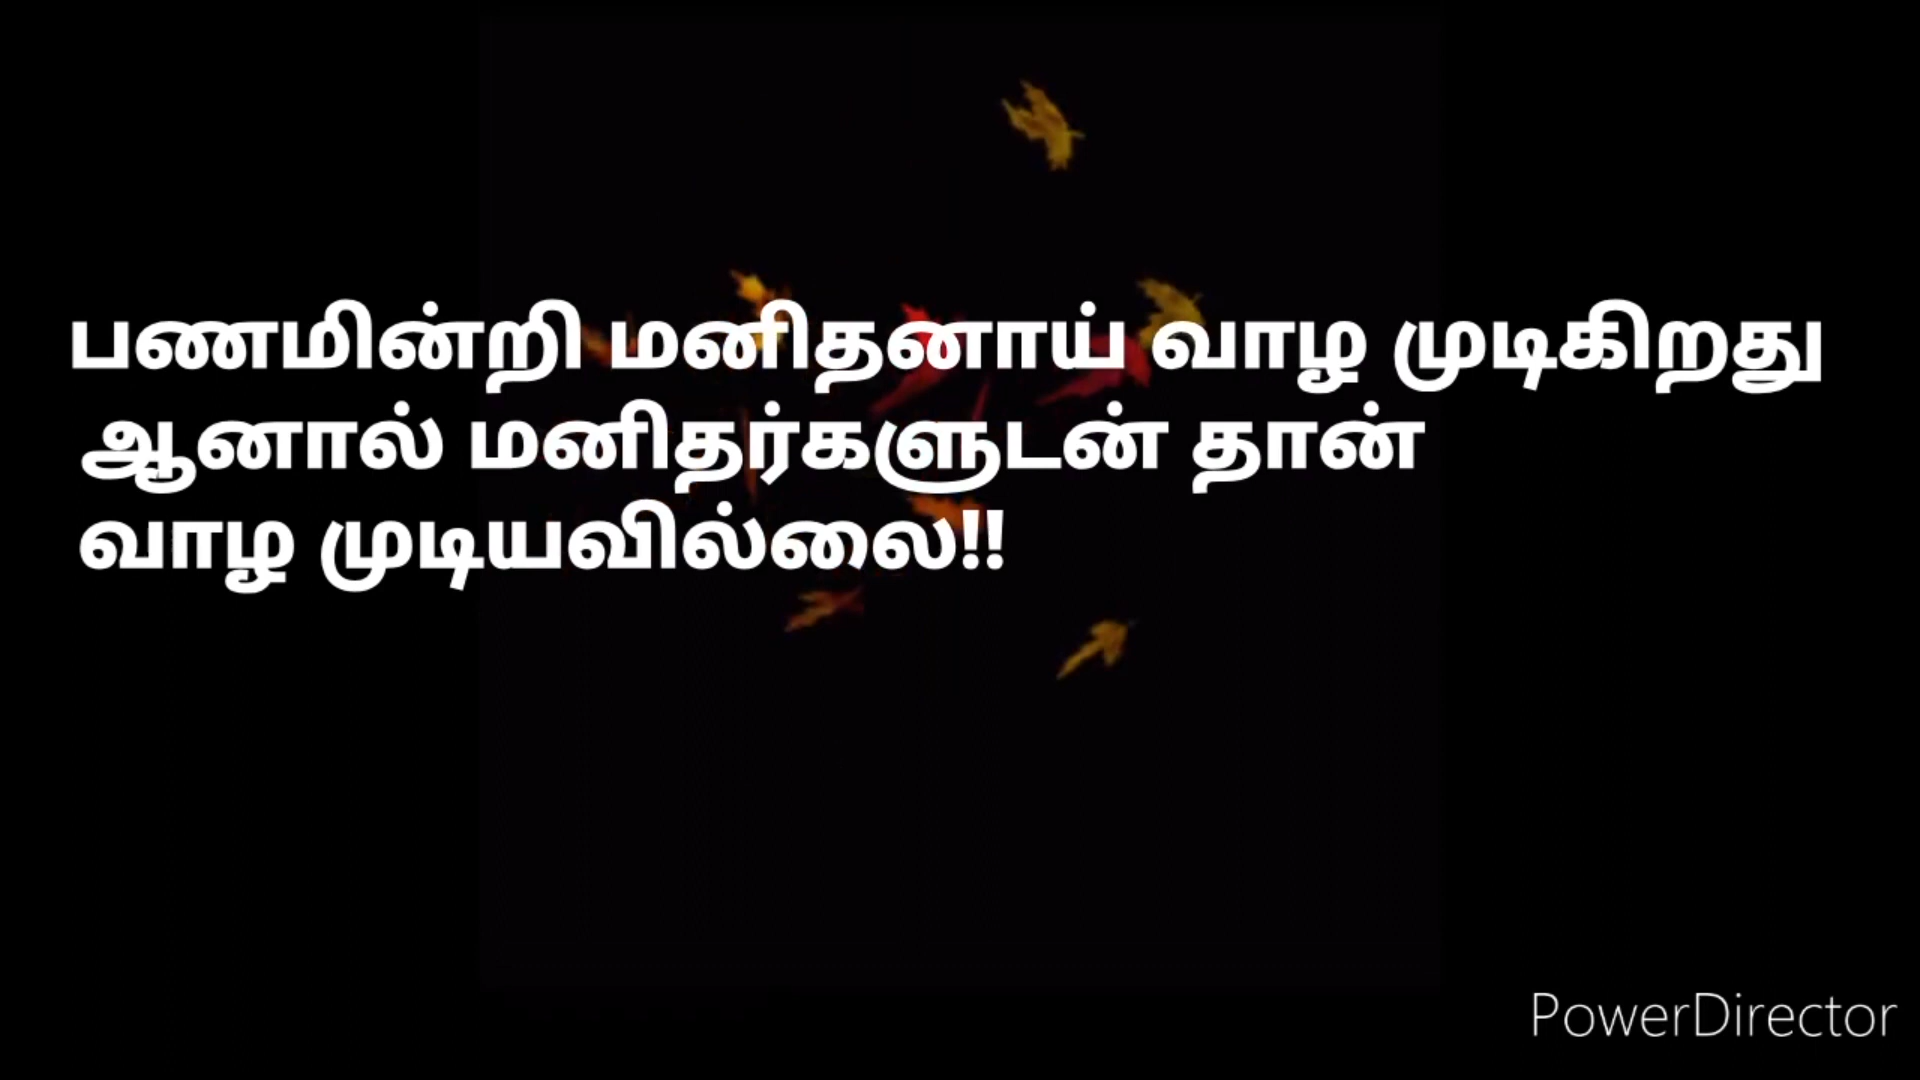 பணமின்றி மனிதனாய் வாழ முடிகிறது
ஆனால் மனிதர்களுடன் தான்
வாழ முடியவில்லை!!
PowerDirector